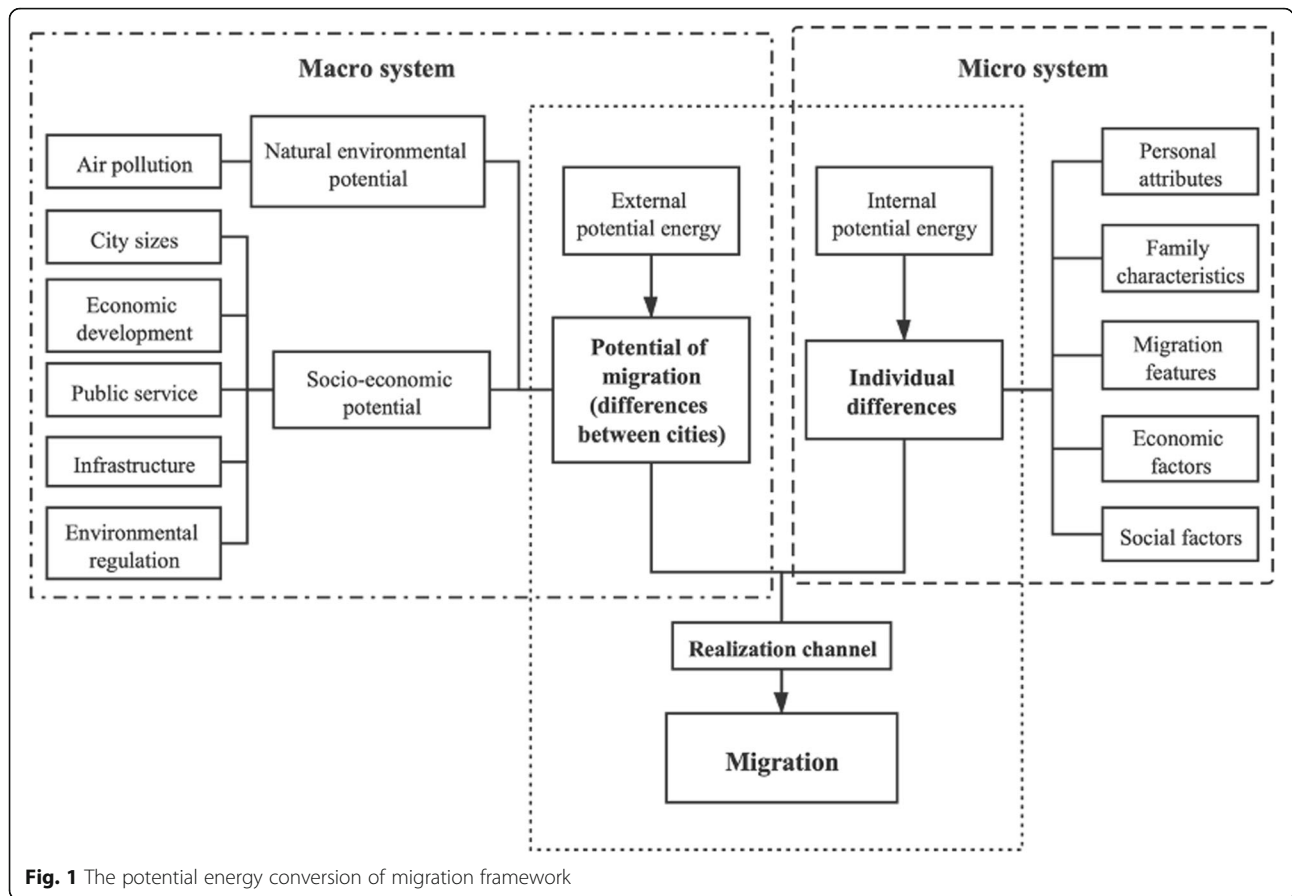 Macro system
Micro system
Air pollution
Natural environmental
potential
City sizes
Economic
development
Public service
Infrastructure
Environmental
regulation
Socio-economic
potential
External
potential energy
Potential of
migration
(differences
between cities)
Internal
potential energy
Individual
differences
Personal
attributes
Family
characteristics
Migration
features
Economic
factors
Social factors
Realization channel
Migration
Fig. 1 The potential energy conversion of migration framework